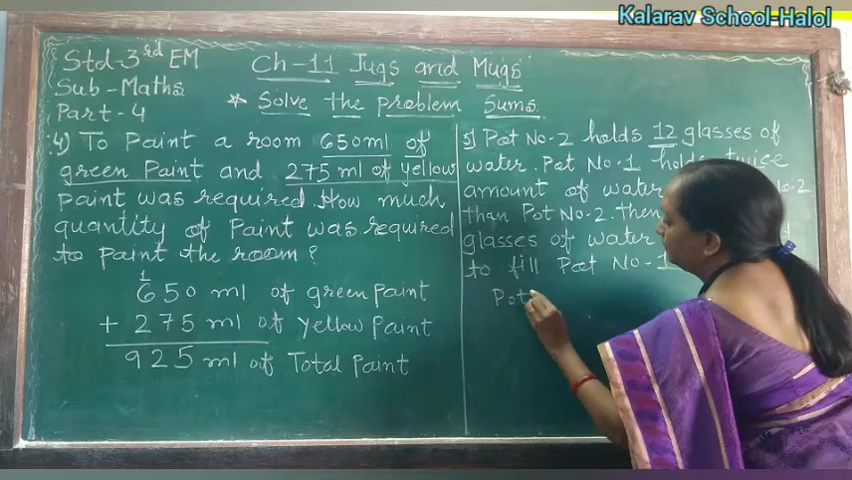 Kalarav School-Halol
Std-3rd EM
Sub-Maths
Part-4
Ch-11 Jugs and Mugs
* Solve the problem Sums.
4) To Paint a room 650ml of
green Paint and 275 ml of yellow
paint was required. How much
quantity of Paint was required
to paint the room?
1
650 ml of green paint
+ 275 ml of yellow Paint
925 ml of Total paint
5) Pot No-2 holds 12 glasses of
water. Pot No-1 holds twice
amount of water No-2
than Pot No-2. Then
glasses of water
to fill Pot No-1
Pot